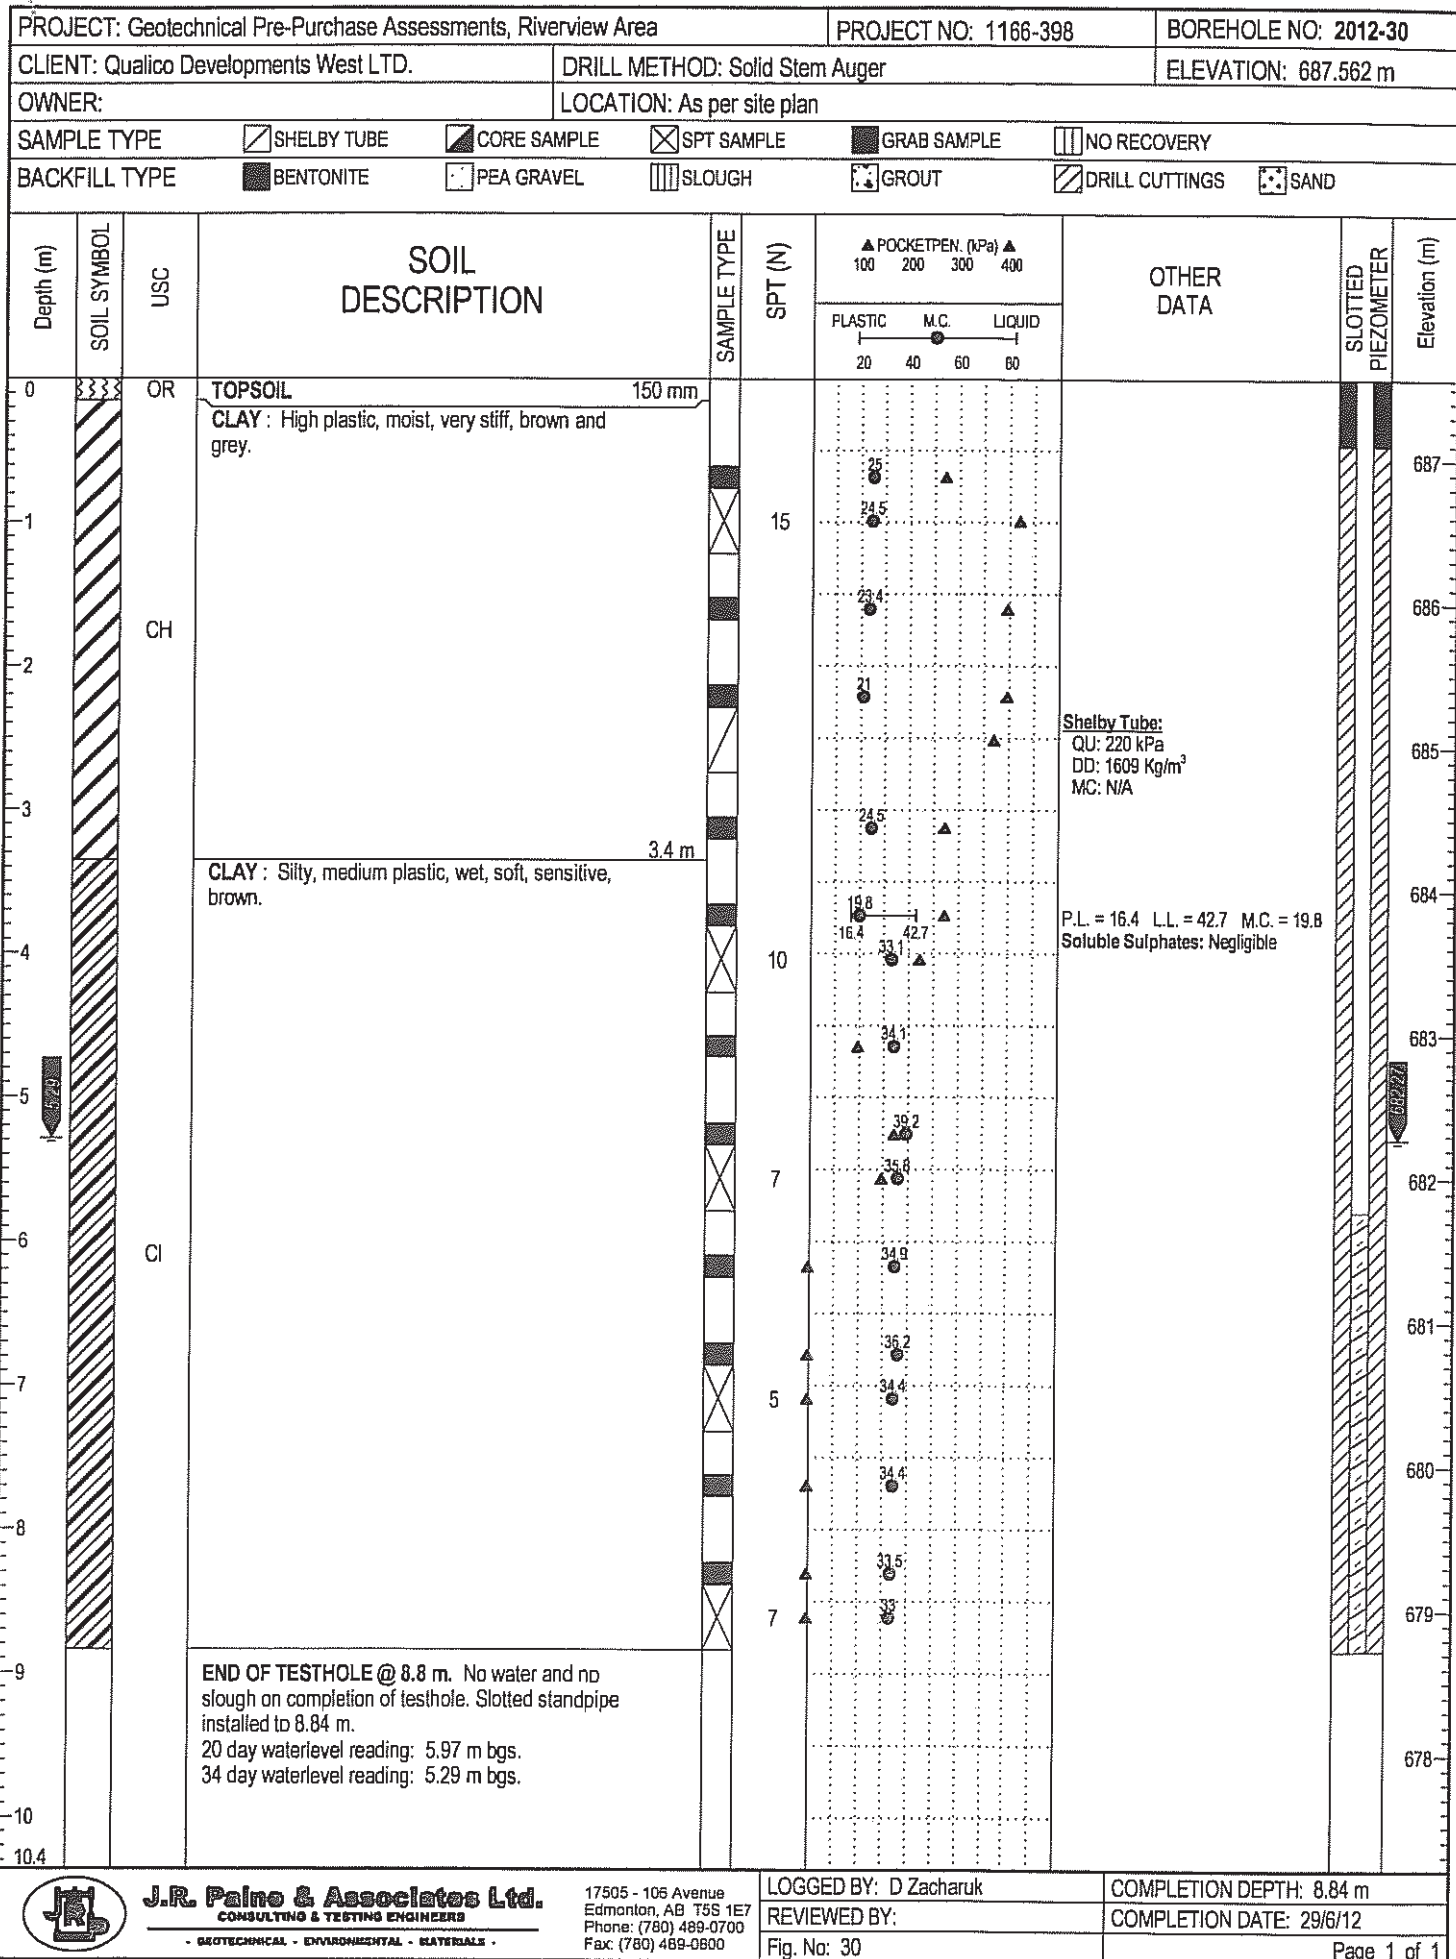 PROJECT: Geotechnical Pre-Purchase Assessments, Riverview Area PROJECT NO: 1166-398 BOREHOLE NO: 2012-30
CLIENT: Qualico Developments West LTD. DRILL METHOD: Solid Stem Auger ELEVATION: 687.562 m
OWNER: LOCATION: As per site plan
SAMPLE TYPE SHELBY TUBE CORE SAMPLE SPT SAMPLE GRAB SAMPLE NO RECOVERY
BACKFILL TYPE BENTONITE PEA GRAVEL SLOUGH GROUT DRILL CUTTINGS SAND
Depth (m)
SOIL SYMBOL
USC
SOIL
DESCRIPTION
SAMPLE TYPE
SPT (N)
▲ POCKETPEN. (kPa) ▲
100 200 300 400
PLASTIC M.C. LIQUID
20 40 60 80
OTHER
DATA
SLOTTED
PIEZOMETER
Elevation (m)
0 OR TOPSOIL 150 mm
CLAY : High plastic, moist, very stiff, brown and
grey.
25 687
24.5
1 15
23.4 686
CH
2
21
Shelby Tube:
QU: 220 kPa 685
DD: 1609 Kg/m³
MC: N/A
3
24.5
3.4 m
CLAY : Silty, medium plastic, wet, soft, sensitive,
brown.
684
19.8
16.4 42.7
P.L. = 16.4 L.L. = 42.7 M.C. = 19.8
Soluble Sulphates: Negligible
4 10 33.1
34.1 683
5 5.29 682.27
39.2
7 35.8 682
6 CI
34.9
681
36.2
7 5 34.4
34.4 680
8
33.5
7 33 679
9
END OF TESTHOLE @ 8.8 m. No water and no
slough on completion of testhole. Slotted standpipe
installed to 8.84 m.
20 day waterlevel reading: 5.97 m bgs.
34 day waterlevel reading: 5.29 m bgs.
678
10
10.4
JRP
J.R. Paine & Associates Ltd.
CONSULTING & TESTING ENGINEERS
- GEOTECHNICAL - ENVIRONMENTAL - MATERIALS -
17505 - 106 Avenue
Edmonton, AB T5S 1E7
Phone: (780) 489-0700
Fax: (780) 489-0800
LOGGED BY: D Zacharuk COMPLETION DEPTH: 8.84 m
REVIEWED BY: COMPLETION DATE: 29/6/12
Fig. No: 30 Page 1 of 1